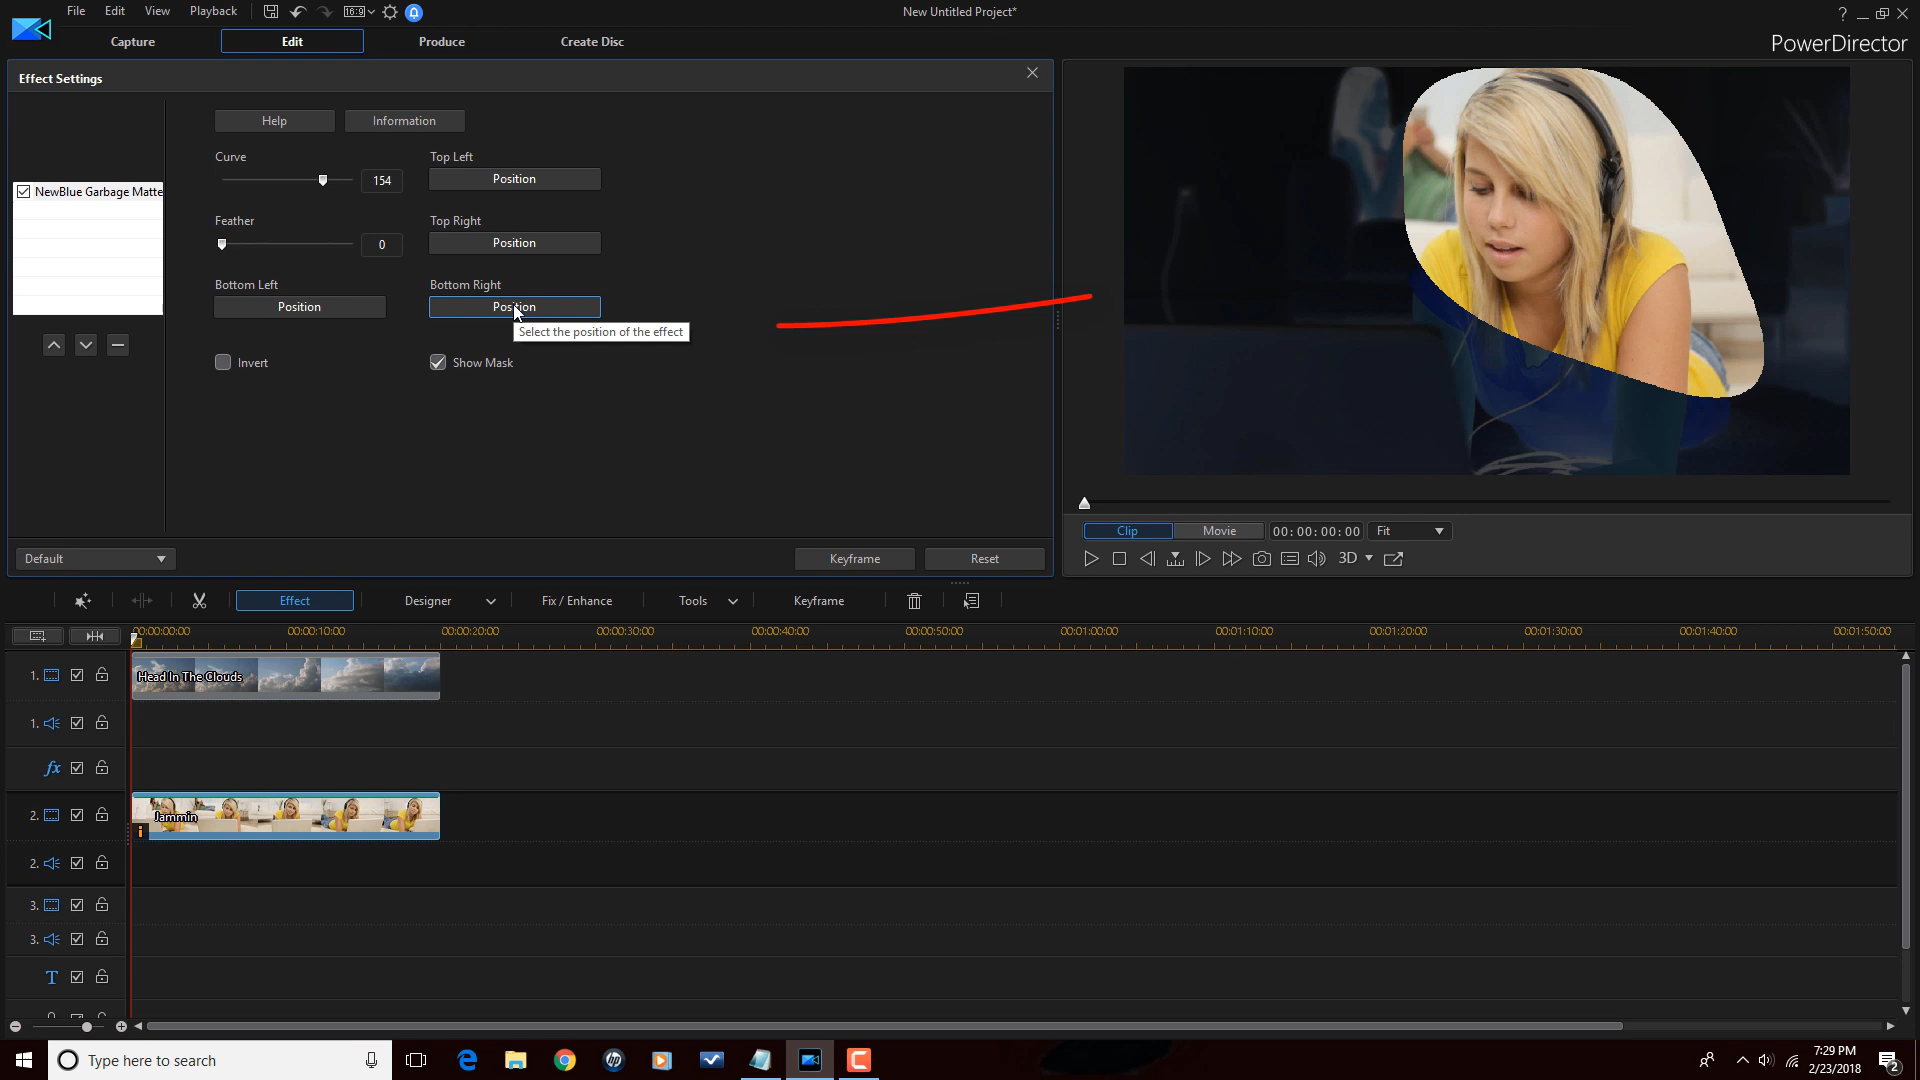 File Edit View Playback 16:9 New Untitled Project* ?
Capture Edit Produce Create Disc PowerDirector
Effect Settings
Help Information
Curve Top Left
154 Position
NewBlue Garbage Matte
Feather Top Right
0 Position
Bottom Left Bottom Right
Position Position
Select the position of the effect
Invert Show Mask
Clip Movie 00:00:00:00 Fit
Default Keyframe Reset
3D
Effect Designer Fix / Enhance Tools Keyframe
00:00:00:00 00:00:10:00 00:00:20:00 00:00:30:00 00:00:40:00 00:00:50:00 00:01:00:00 00:01:10:00 00:01:20:00 00:01:30:00 00:01:40:00 00:01:50:00
1. Head In The Clouds
1.
fx
2. Jammin
i
2.
3.
3.
T
Type here to search
7:29 PM
2/23/2018
2